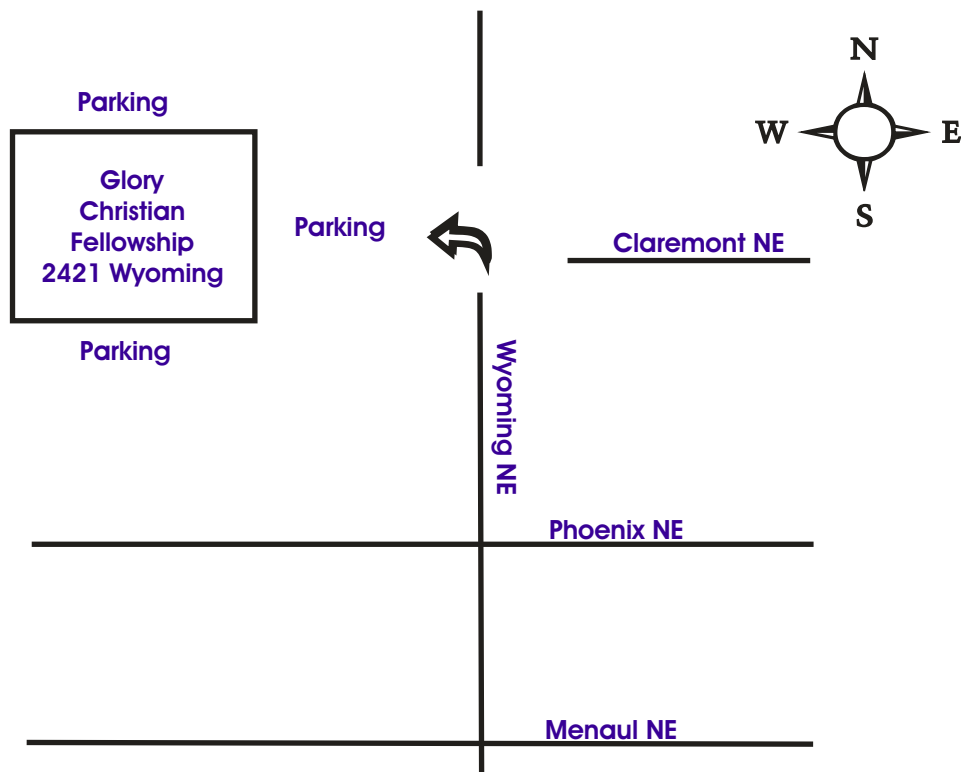 N
Parking
W
E
Glory
Christian
Fellowship
2421 Wyoming
Parking
S
Claremont NE
Parking
Wyoming NE
Phoenix NE
Menaul NE